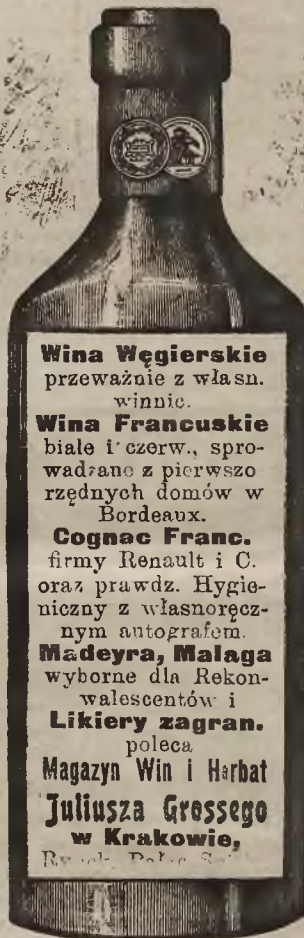 Wina Węgierskie
przeważnie z własn.
winnic.
Wina Francuskie
białe i czerw., spro-
wadzane z pierwszo
rzędnych domów w
Bordeaux.
Cognac Franc.
firmy Renault i C.
oraz prawdz. Hygie-
niczny z własnoręcz-
nym autografem.
Madeyra, Malaga
wyborne dla Rekon-
walescentów i
Likiery zagran.
poleca
Magazyn Win i Herbat
Juliusza Grossego
w Krakowie,